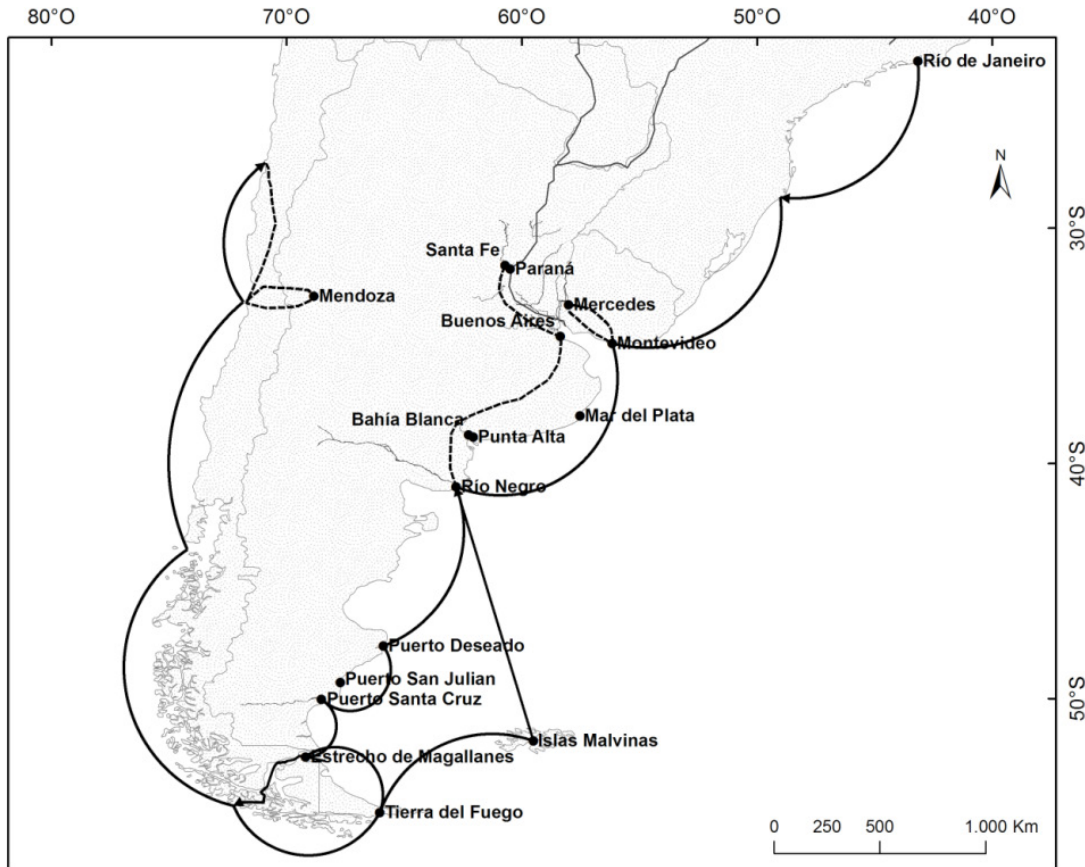 80°O 70°O 60°O 50°O 40°O
Río de Janeiro
N
30°S
Santa Fe
Paraná
Mendoza
Mercedes
Buenos Aires
Montevideo
Mar del Plata
Bahía Blanca
Punta Alta
40°S
Río Negro
Puerto Deseado
Puerto San Julian
Puerto Santa Cruz
50°S
Islas Malvinas
Estrecho de Magallanes
Tierra del Fuego
0 250 500 1.000 Km